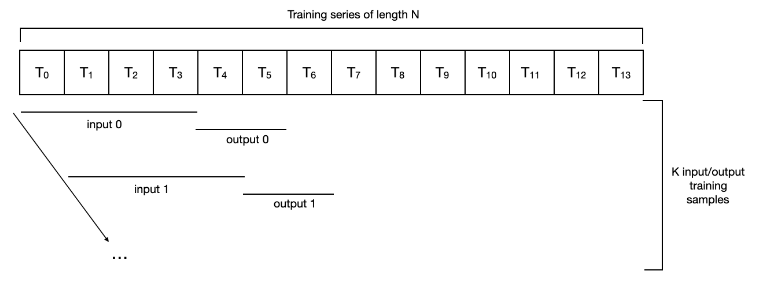 Training series of length N
T₀ T₁ T₂ T₃ T₄ T₅ T₆ T₇ T₈ T₉ T₁₀ T₁₁ T₁₂ T₁₃
input 0
output 0
input 1
output 1
...
K input/output
training
samples